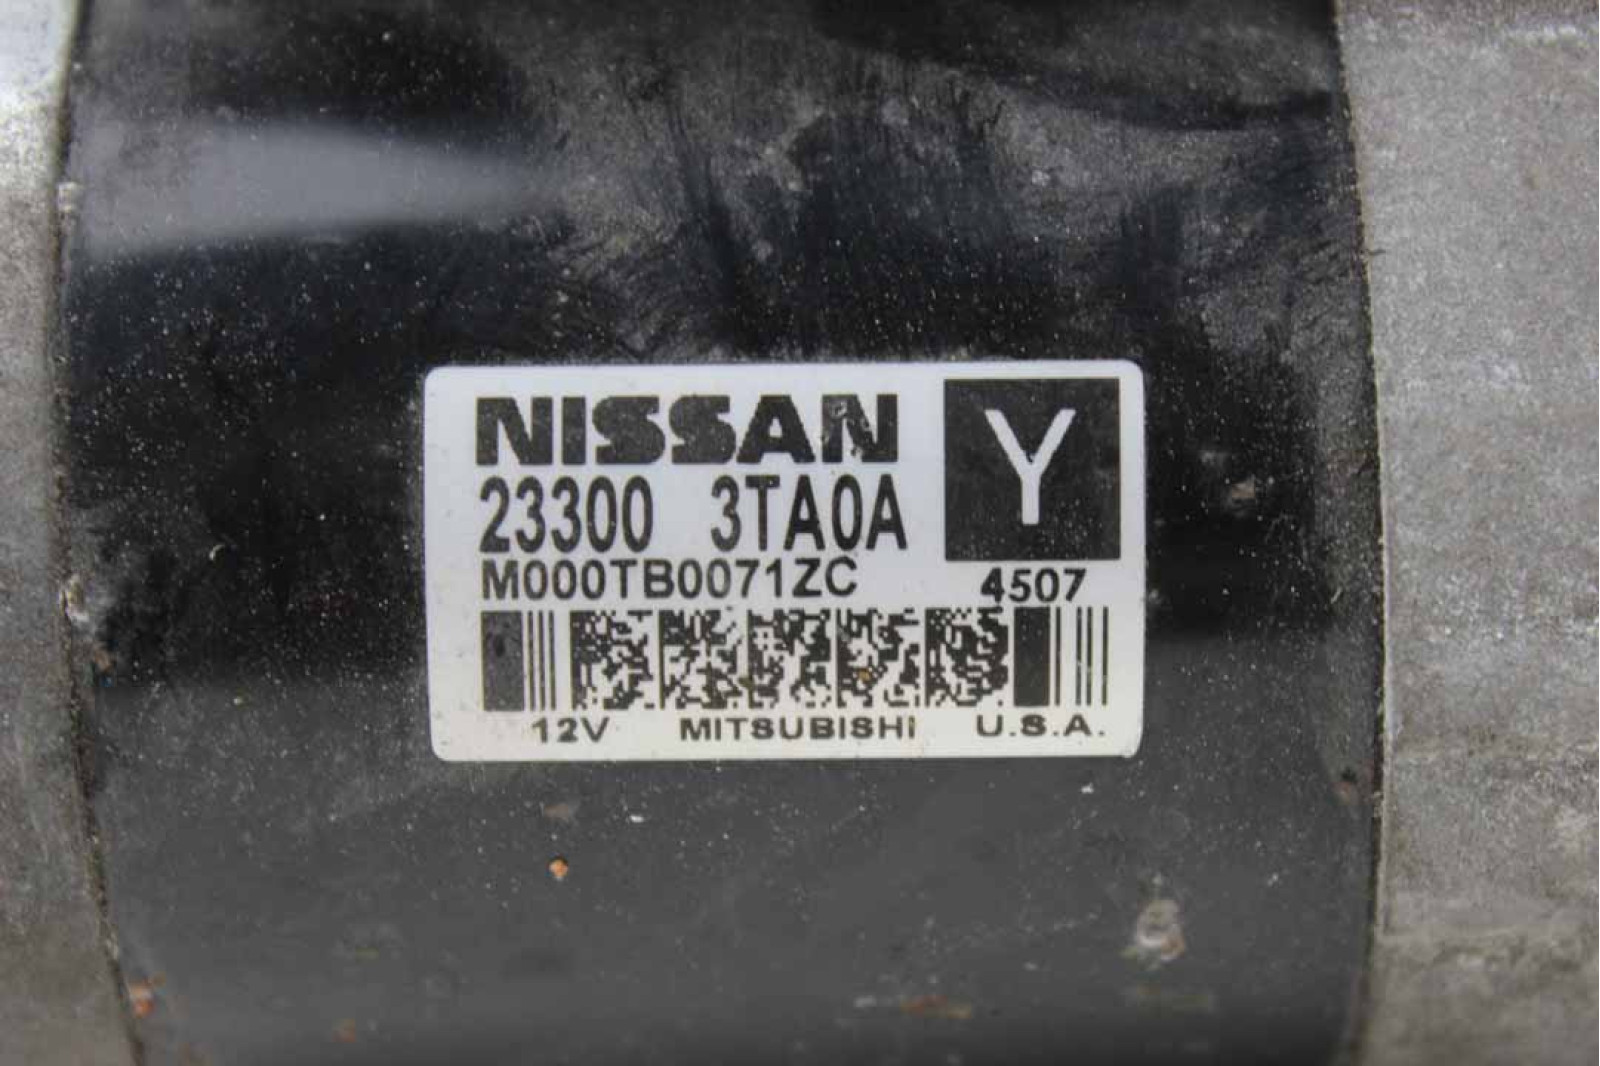 NISSAN Y
23300 3TA0A
M000TB0071ZC 4507
12V MITSUBISHI U.S.A.